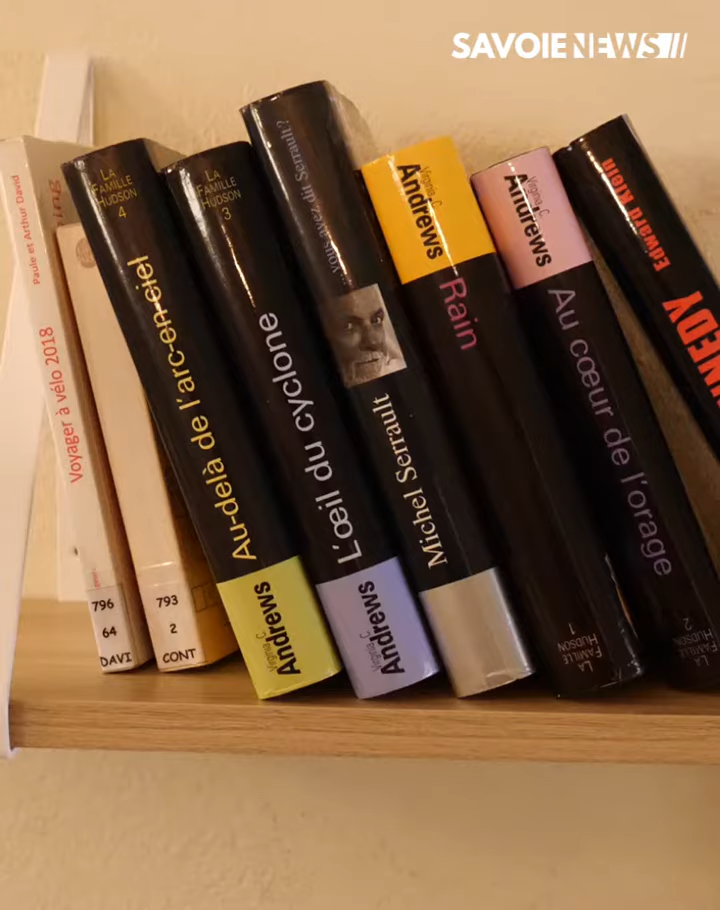 SAVOIE NEWS
Paule et Arthur David
Voyager à vélo 2018
796
64
DAVI
793
2
CONT
LA
FAMILLE
HUDSON
4
Au-delà de l'arc-en-ciel
Virginia C.
Andrews
LA
FAMILLE
HUDSON
3
L'œil du cyclone
Virginia C.
Andrews
...vous avez dit Serrault?
Michel Serrault
Virginia C.
Andrews
Rain
LA
FAMILLE
HUDSON
1
Virginia C.
Andrews
Au cœur de l'orage
LA
FAMILLE
HUDSON
2
Edward Klein
NNEDY